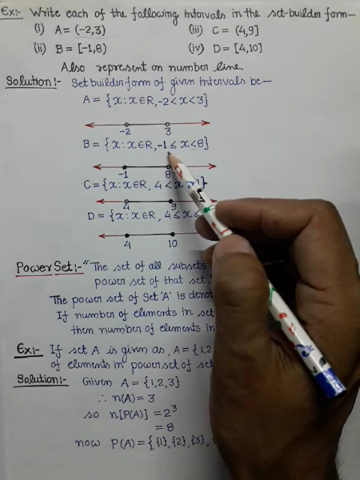 Ex:- Write each of the following intervals in the set-builder form—
(i) A = (-2,3) (iii) C = (4,9]
(ii) B = [-1,8) (iv) D = [4,10]
Also represent on number line.
Solution:- Set builder form of given intervals be—
A = {x: x∈R, -2<x<3}
-2 3
B = {x: x∈R, -1≤x<8}
-1 8
C = {x: x∈R, 4<x
4 9
D = {x: x∈R, 4≤x≤
4 10
Power Set:- "The set of all subsets
power set of that set
The power set of Set 'A' is
If number of elements in set
then number of elements in
Ex:- If set A is given as, A = {1,2
of elements in power set of set
Solution:- Given A = {1,2,3}
∴ n(A) = 3
so n[P(A)] = 2³
= 8
now P(A) = { {1}, {2}, {3},